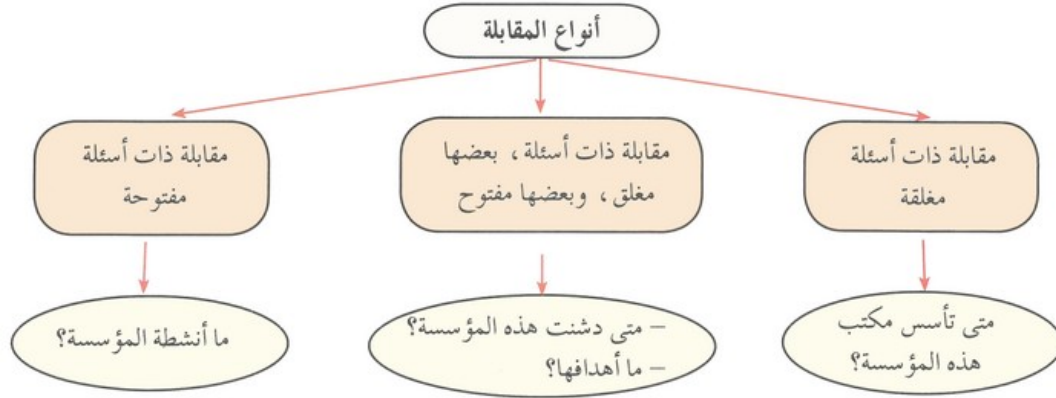 أنواع المقابلة
مقابلة ذات أسئلة
مغلقة
مقابلة ذات أسئلة ، بعضها
مغلق ، وبعضها مفتوح
مقابلة ذات أسئلة
مفتوحة
متى تأسس مكتب
هذه المؤسسة؟
– متى دشنت هذه المؤسسة؟
– ما أهدافها؟
ما أنشطة المؤسسة؟